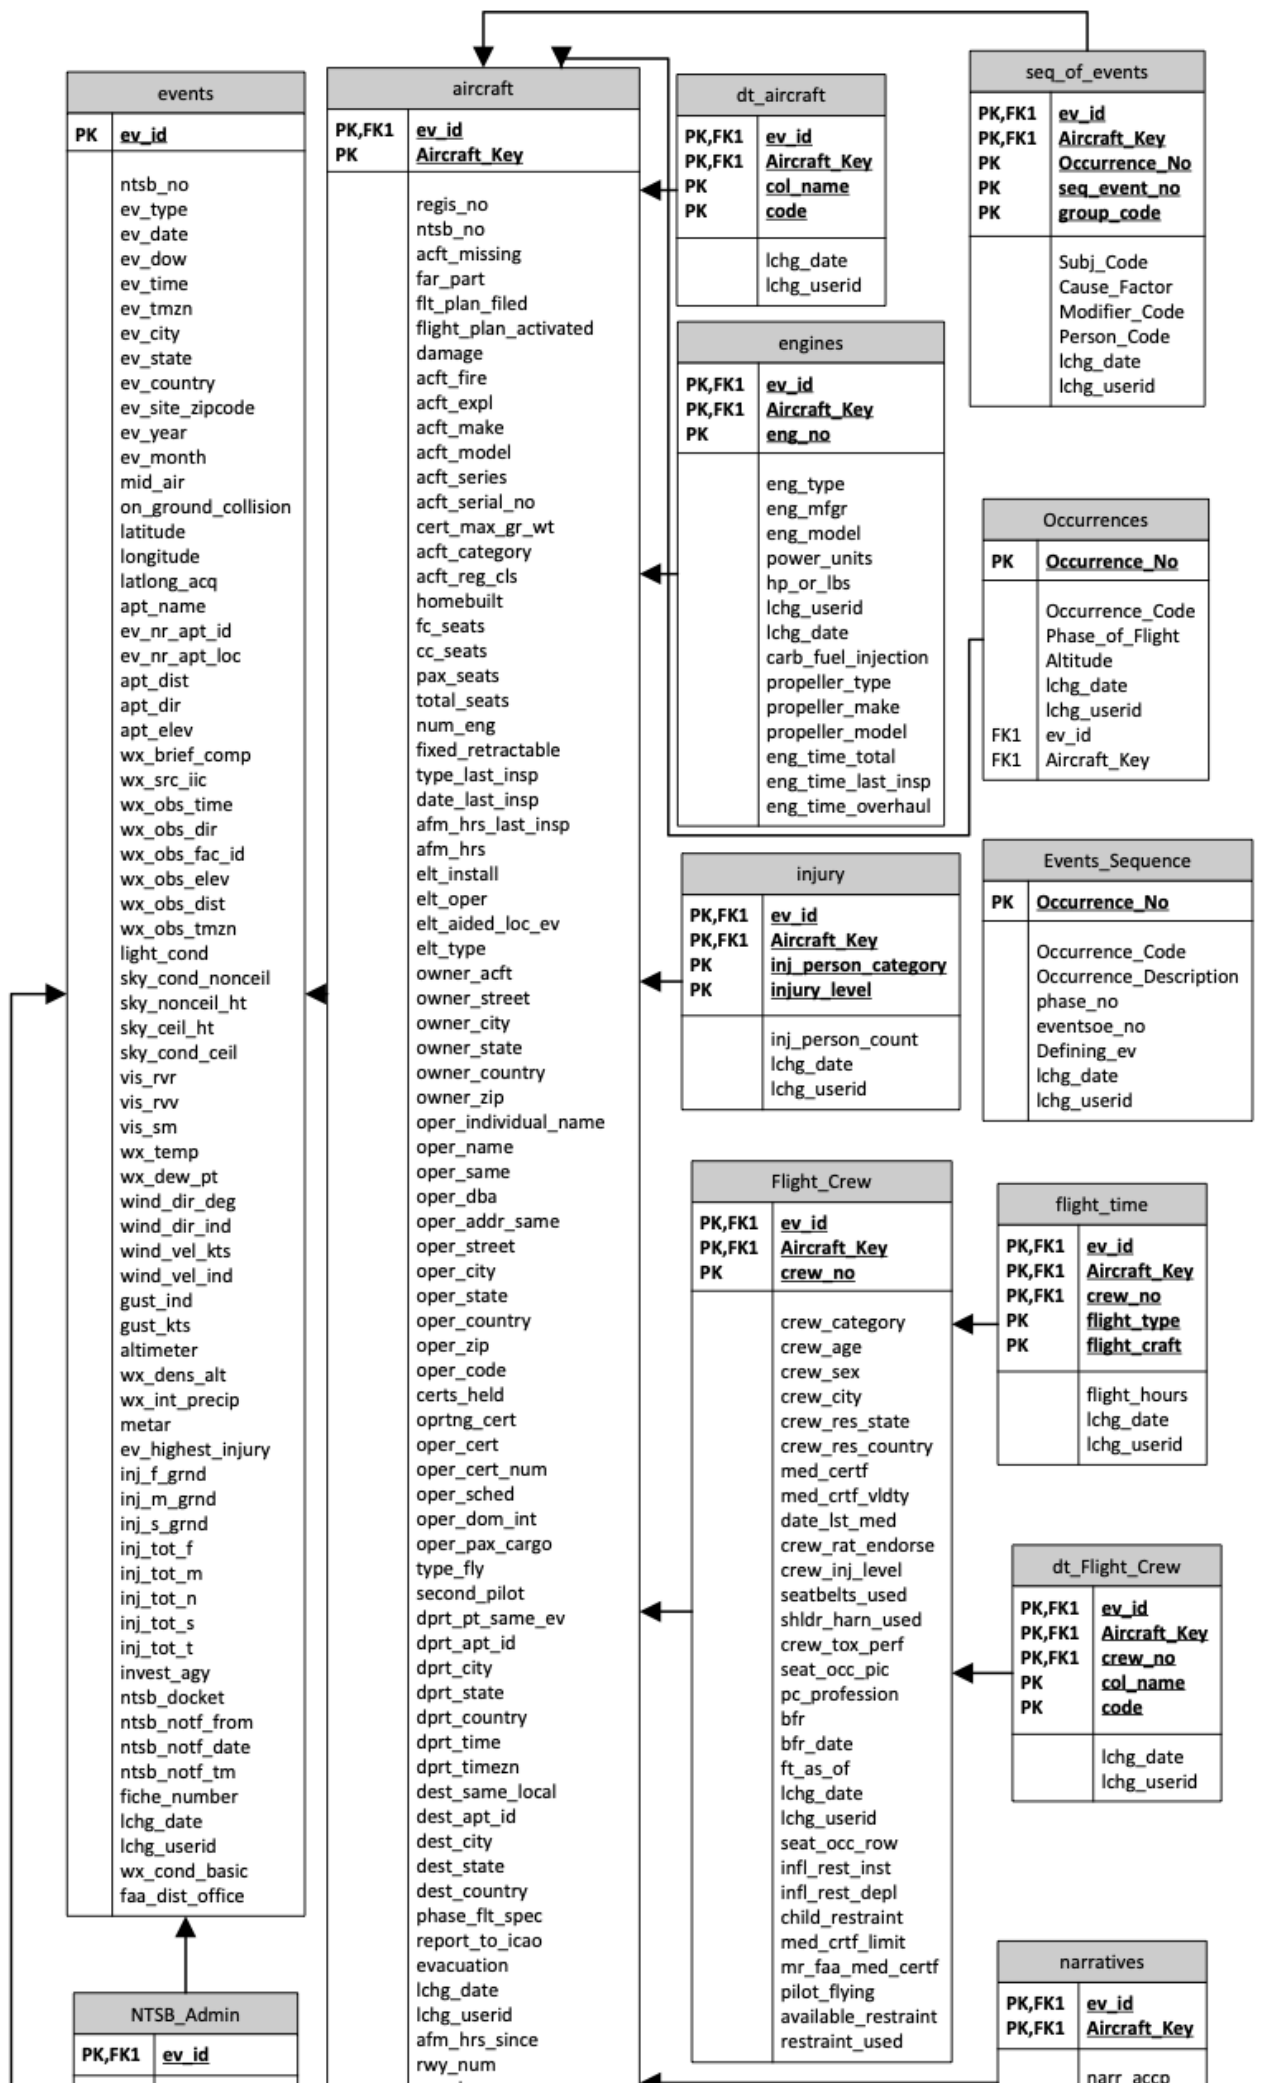 events
PK ev_id
ntsb_no
ev_type
ev_date
ev_dow
ev_time
ev_tmzn
ev_city
ev_state
ev_country
ev_site_zipcode
ev_year
ev_month
mid_air
on_ground_collision
latitude
longitude
latlong_acq
apt_name
ev_nr_apt_id
ev_nr_apt_loc
apt_dist
apt_dir
apt_elev
wx_brief_comp
wx_src_iic
wx_obs_time
wx_obs_dir
wx_obs_fac_id
wx_obs_elev
wx_obs_dist
wx_obs_tmzn
light_cond
sky_cond_nonceil
sky_nonceil_ht
sky_ceil_ht
sky_cond_ceil
vis_rvr
vis_rvv
vis_sm
wx_temp
wx_dew_pt
wind_dir_deg
wind_dir_ind
wind_vel_kts
wind_vel_ind
gust_ind
gust_kts
altimeter
wx_dens_alt
wx_int_precip
metar
ev_highest_injury
inj_f_grnd
inj_m_grnd
inj_s_grnd
inj_tot_f
inj_tot_m
inj_tot_n
inj_tot_s
inj_tot_t
invest_agy
ntsb_docket
ntsb_notf_from
ntsb_notf_date
ntsb_notf_tm
fiche_number
lchg_date
lchg_userid
wx_cond_basic
faa_dist_office
NTSB_Admin
PK,FK1 ev_id
aircraft
PK,FK1 ev_id
PK Aircraft_Key
regis_no
ntsb_no
acft_missing
far_part
flt_plan_filed
flight_plan_activated
damage
acft_fire
acft_expl
acft_make
acft_model
acft_series
acft_serial_no
cert_max_gr_wt
acft_category
acft_reg_cls
homebuilt
fc_seats
cc_seats
pax_seats
total_seats
num_eng
fixed_retractable
type_last_insp
date_last_insp
afm_hrs_last_insp
afm_hrs
elt_install
elt_oper
elt_aided_loc_ev
elt_type
owner_acft
owner_street
owner_city
owner_state
owner_country
owner_zip
oper_individual_name
oper_name
oper_same
oper_dba
oper_addr_same
oper_street
oper_city
oper_state
oper_country
oper_zip
oper_code
certs_held
oprtng_cert
oper_cert
oper_cert_num
oper_sched
oper_dom_int
oper_pax_cargo
type_fly
second_pilot
dprt_pt_same_ev
dprt_apt_id
dprt_city
dprt_state
dprt_country
dprt_time
dprt_timezn
dest_same_local
dest_apt_id
dest_city
dest_state
dest_country
phase_flt_spec
report_to_icao
evacuation
lchg_date
lchg_userid
afm_hrs_since
rwy_num
dt_aircraft
PK,FK1 ev_id
PK,FK1 Aircraft_Key
PK col_name
PK code
lchg_date
lchg_userid
engines
PK,FK1 ev_id
PK,FK1 Aircraft_Key
PK eng_no
eng_type
eng_mfgr
eng_model
power_units
hp_or_lbs
lchg_userid
lchg_date
carb_fuel_injection
propeller_type
propeller_make
propeller_model
eng_time_total
eng_time_last_insp
eng_time_overhaul
injury
PK,FK1 ev_id
PK,FK1 Aircraft_Key
PK inj_person_category
PK injury_level
inj_person_count
lchg_date
lchg_userid
Flight_Crew
PK,FK1 ev_id
PK,FK1 Aircraft_Key
PK crew_no
crew_category
crew_age
crew_sex
crew_city
crew_res_state
crew_res_country
med_certf
med_crtf_vldty
date_lst_med
crew_rat_endorse
crew_inj_level
seatbelts_used
shldr_harn_used
crew_tox_perf
seat_occ_pic
pc_profession
bfr
bfr_date
ft_as_of
lchg_date
lchg_userid
seat_occ_row
infl_rest_inst
infl_rest_depl
child_restraint
med_crtf_limit
mr_faa_med_certf
pilot_flying
available_restraint
restraint_used
seq_of_events
PK,FK1 ev_id
PK,FK1 Aircraft_Key
PK Occurrence_No
PK seq_event_no
PK group_code
Subj_Code
Cause_Factor
Modifier_Code
Person_Code
lchg_date
lchg_userid
Occurrences
PK Occurrence_No
Occurrence_Code
Phase_of_Flight
Altitude
lchg_date
lchg_userid
FK1 ev_id
FK1 Aircraft_Key
Events_Sequence
PK Occurrence_No
Occurrence_Code
Occurrence_Description
phase_no
eventsoe_no
Defining_ev
lchg_date
lchg_userid
flight_time
PK,FK1 ev_id
PK,FK1 Aircraft_Key
PK,FK1 crew_no
PK flight_type
PK flight_craft
flight_hours
lchg_date
lchg_userid
dt_Flight_Crew
PK,FK1 ev_id
PK,FK1 Aircraft_Key
PK,FK1 crew_no
PK col_name
PK code
lchg_date
lchg_userid
narratives
PK,FK1 ev_id
PK,FK1 Aircraft_Key
narr_accp